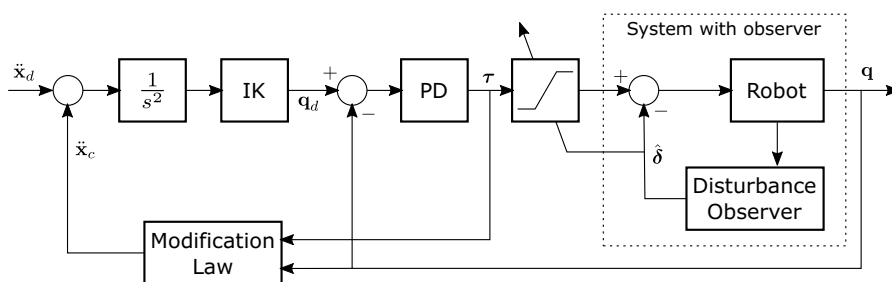 System with observer
ẍ_d
1
s²
IK
+
q_d
−
PD
τ
+
−
Robot
q
ẍ_c
δ̂
Disturbance
Observer
Modification
Law